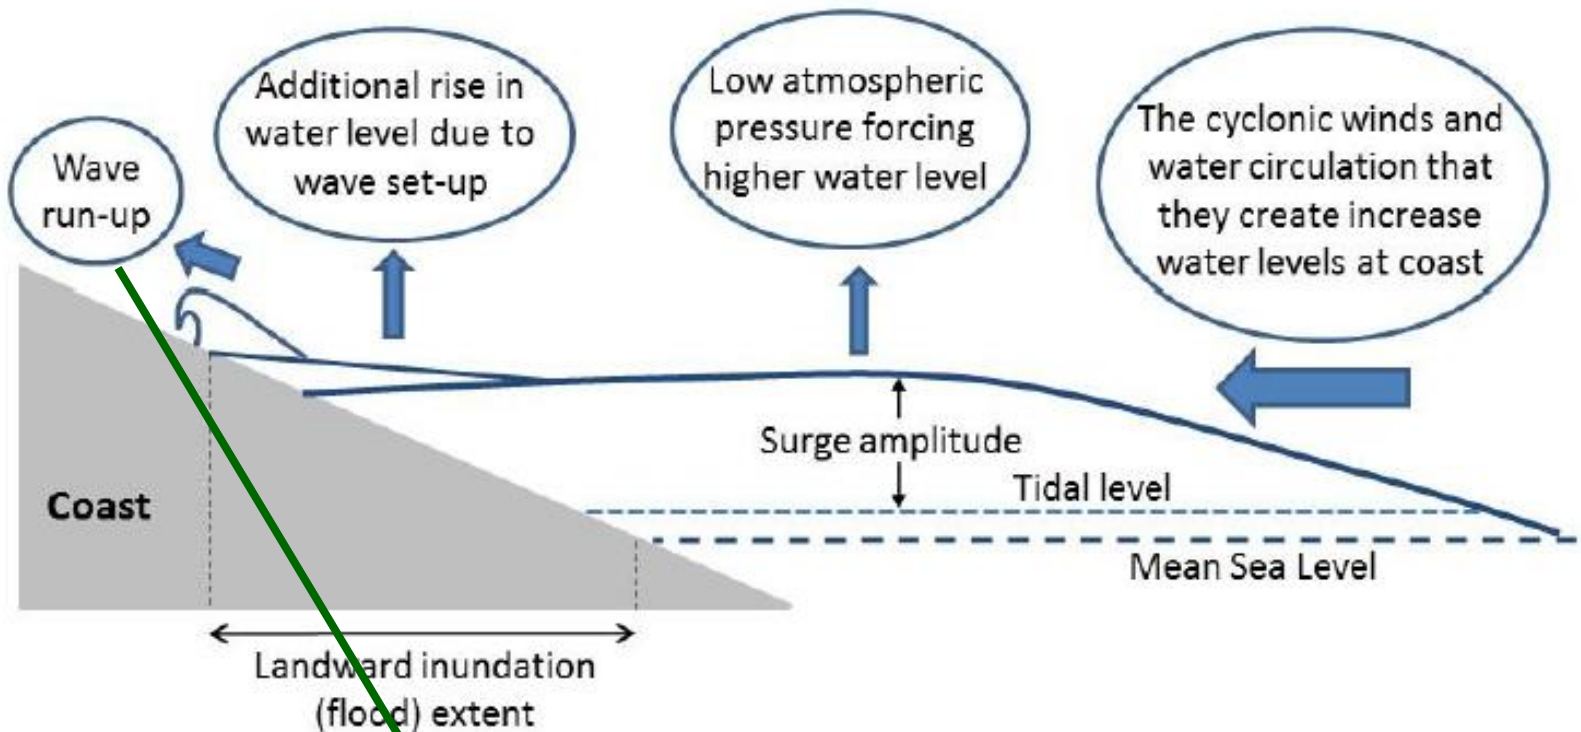 Wave
run-up
Additional rise in
water level due to
wave set-up
Low atmospheric
pressure forcing
higher water level
The cyclonic winds and
water circulation that
they create increase
water levels at coast
Surge amplitude
Tidal level
Coast
Mean Sea Level
Landward inundation
(flood) extent